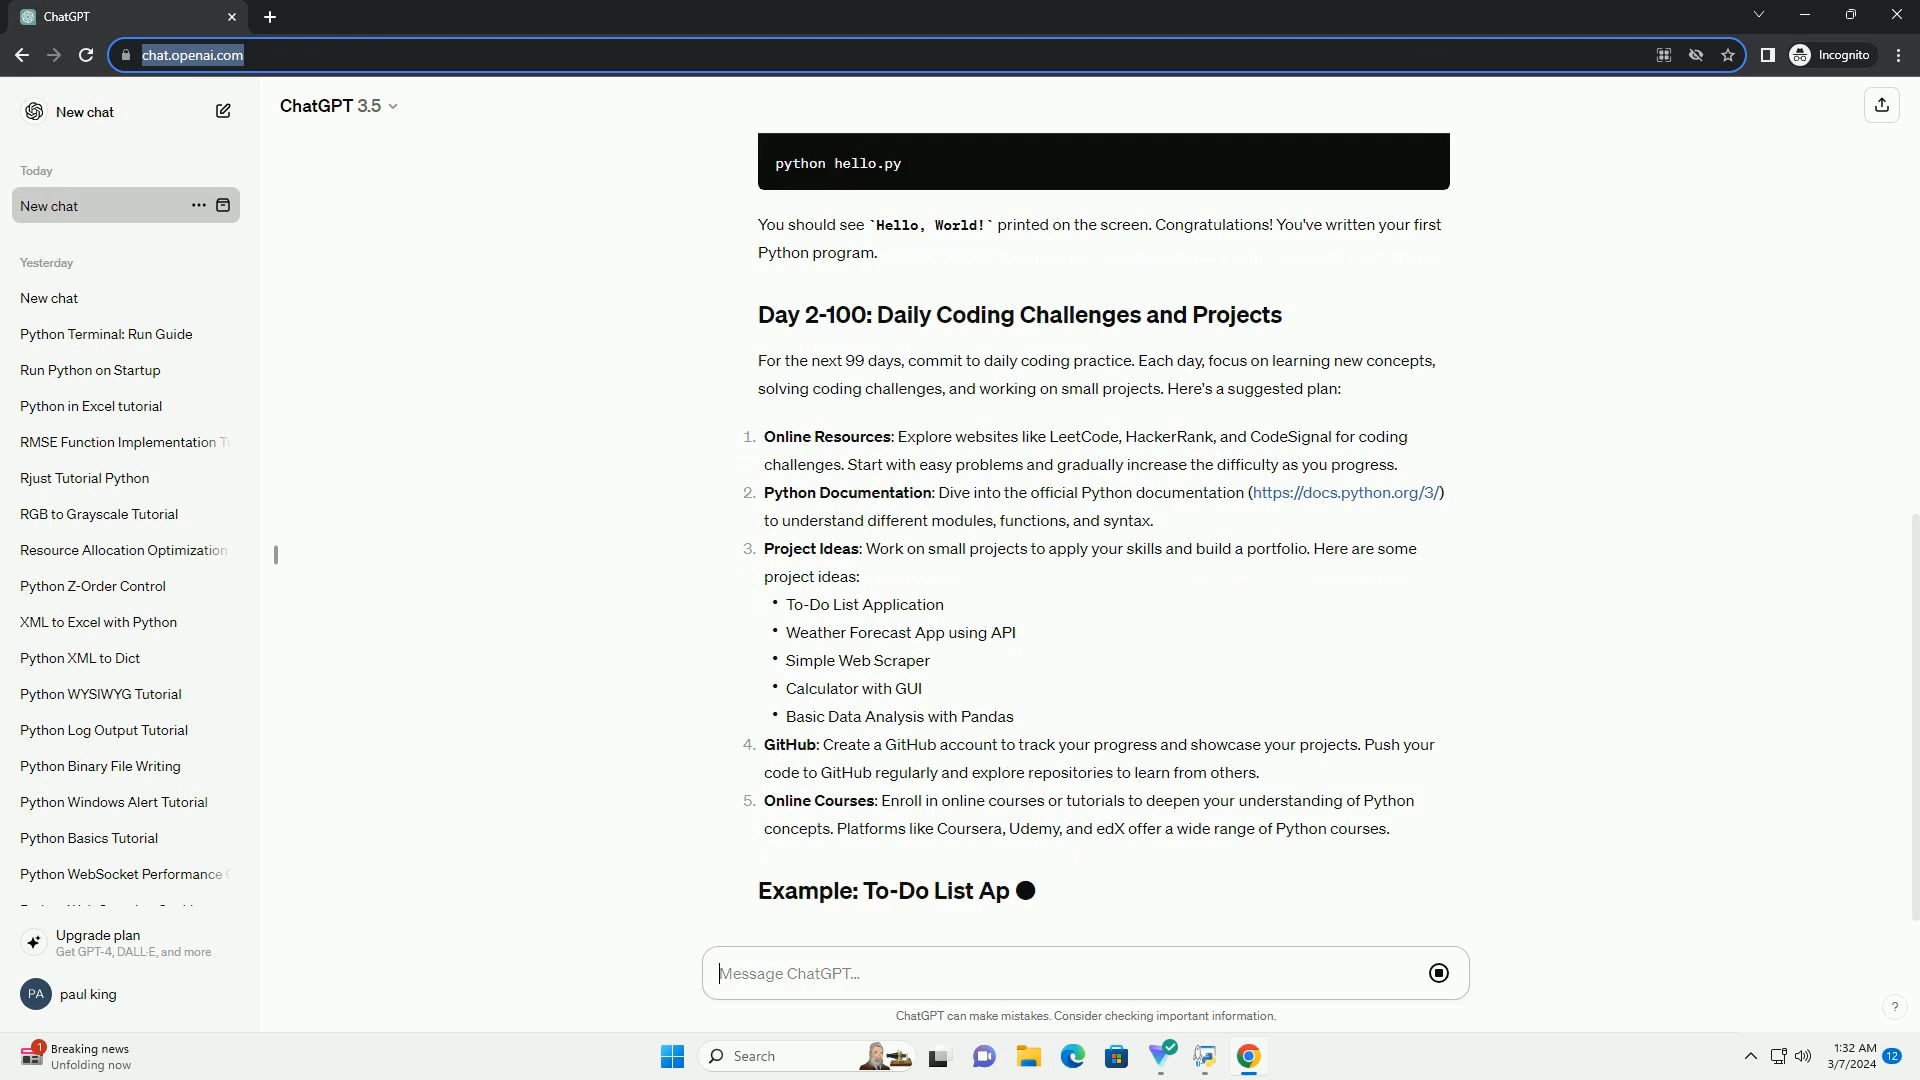 ChatGPT
chat.openai.com
Incognito
New chat
Today
New chat
Yesterday
New chat
Python Terminal: Run Guide
Run Python on Startup
Python in Excel tutorial
RMSE Function Implementation
Rjust Tutorial Python
RGB to Grayscale Tutorial
Resource Allocation Optimization
Python Z-Order Control
XML to Excel with Python
Python XML to Dict
Python WYSIWYG Tutorial
Python Log Output Tutorial
Python Binary File Writing
Python Windows Alert Tutorial
Python Basics Tutorial
Python WebSocket Performance
Upgrade plan
Get GPT-4, DALL·E, and more
PA paul king
ChatGPT 3.5
python hello.py
You should see `Hello, World!` printed on the screen. Congratulations! You've written your first
Python program.
Day 2-100: Daily Coding Challenges and Projects
For the next 99 days, commit to daily coding practice. Each day, focus on learning new concepts,
solving coding challenges, and working on small projects. Here's a suggested plan:
1. Online Resources: Explore websites like LeetCode, HackerRank, and CodeSignal for coding
challenges. Start with easy problems and gradually increase the difficulty as you progress.
2. Python Documentation: Dive into the official Python documentation (https://docs.python.org/3/)
to understand different modules, functions, and syntax.
3. Project Ideas: Work on small projects to apply your skills and build a portfolio. Here are some
project ideas:
• To-Do List Application
• Weather Forecast App using API
• Simple Web Scraper
• Calculator with GUI
• Basic Data Analysis with Pandas
4. GitHub: Create a GitHub account to track your progress and showcase your projects. Push your
code to GitHub regularly and explore repositories to learn from others.
5. Online Courses: Enroll in online courses or tutorials to deepen your understanding of Python
concepts. Platforms like Coursera, Udemy, and edX offer a wide range of Python courses.
Example: To-Do List Ap
Message ChatGPT...
ChatGPT can make mistakes. Consider checking important information.
?
1
Breaking news
Unfolding now
Search
1:32 AM
3/7/2024
12